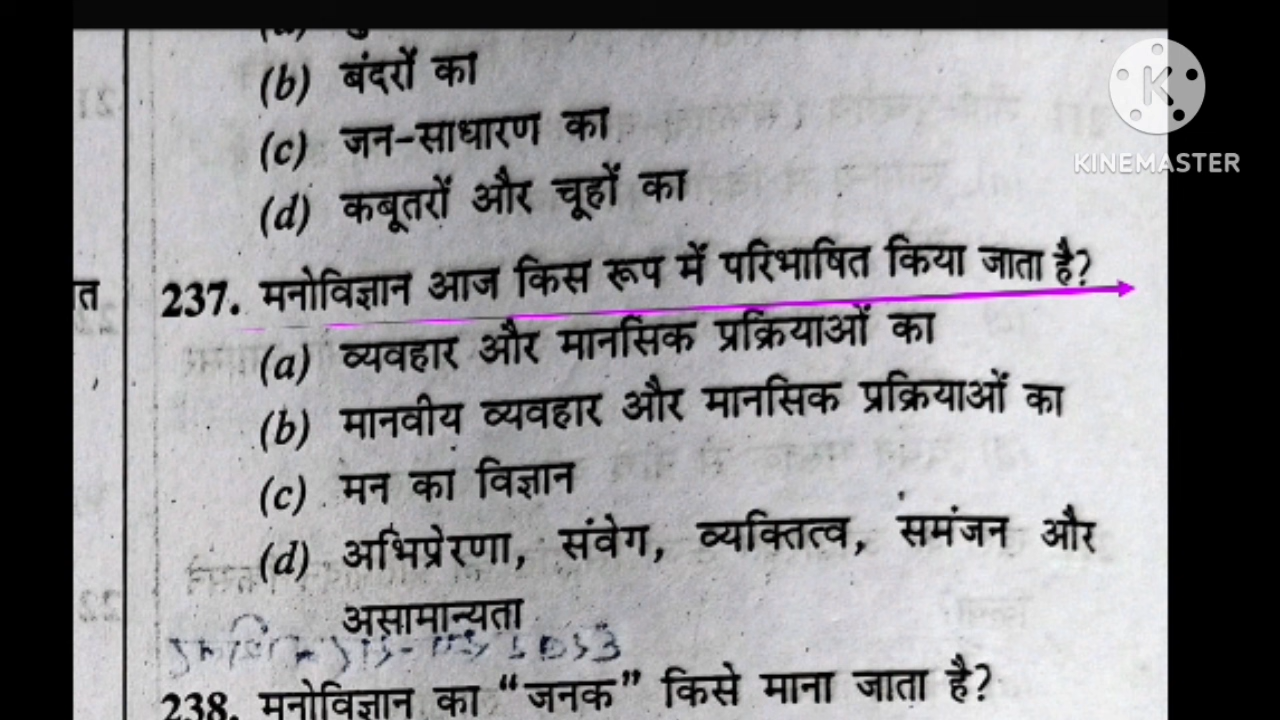 (b) बंदरों का
(c) जन-साधारण का
(d) कबूतरों और चूहों का
237. मनोविज्ञान आज किस रूप में परिभाषित किया जाता है?
(a) व्यवहार और मानसिक प्रक्रियाओं का
(b) मानवीय व्यवहार और मानसिक प्रक्रियाओं का
(c) मन का विज्ञान
(d) अभिप्रेरणा, संवेग, व्यक्तित्व, समंजन और
असामान्यता
238. मनोविज्ञान का “जनक” किसे माना जाता है?
त
KINEMASTER